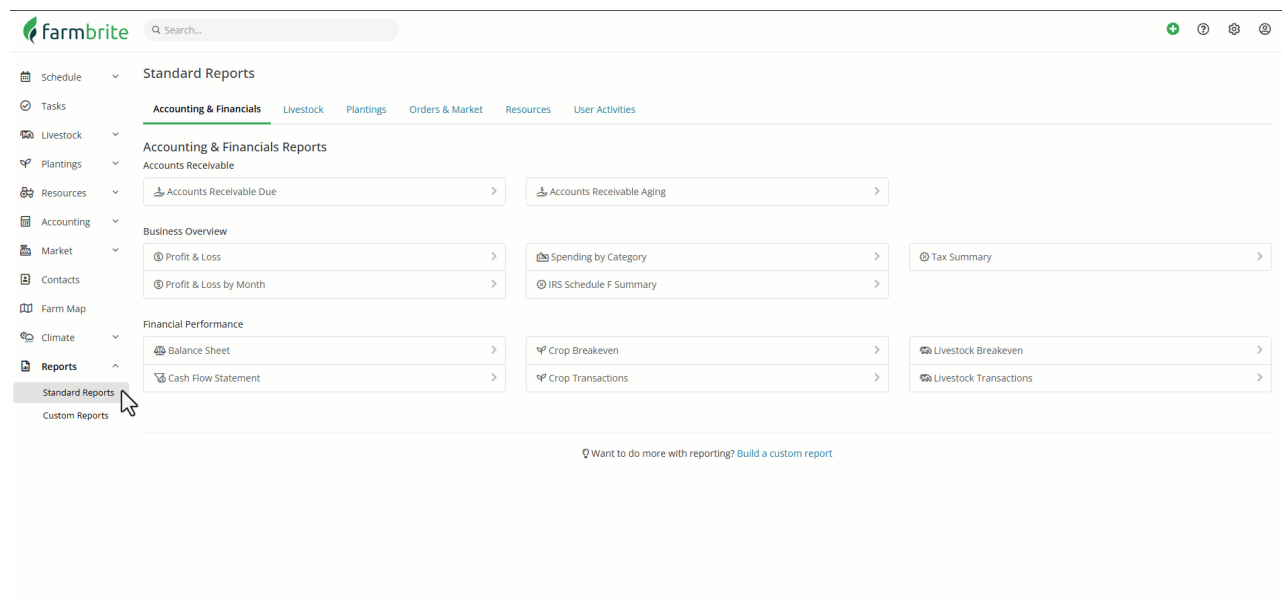 farmbrite
Search...
Schedule
Tasks
Livestock
Plantings
Resources
Accounting
Market
Contacts
Farm Map
Climate
Reports
Standard Reports
Custom Reports
Standard Reports
Accounting & Financials Livestock Plantings Orders & Market Resources User Activities
Accounting & Financials Reports
Accounts Receivable
Accounts Receivable Due Accounts Receivable Aging
Business Overview
Profit & Loss Spending by Category Tax Summary
Profit & Loss by Month IRS Schedule F Summary
Financial Performance
Balance Sheet Crop Breakeven Livestock Breakeven
Cash Flow Statement Crop Transactions Livestock Transactions
Want to do more with reporting? Build a custom report